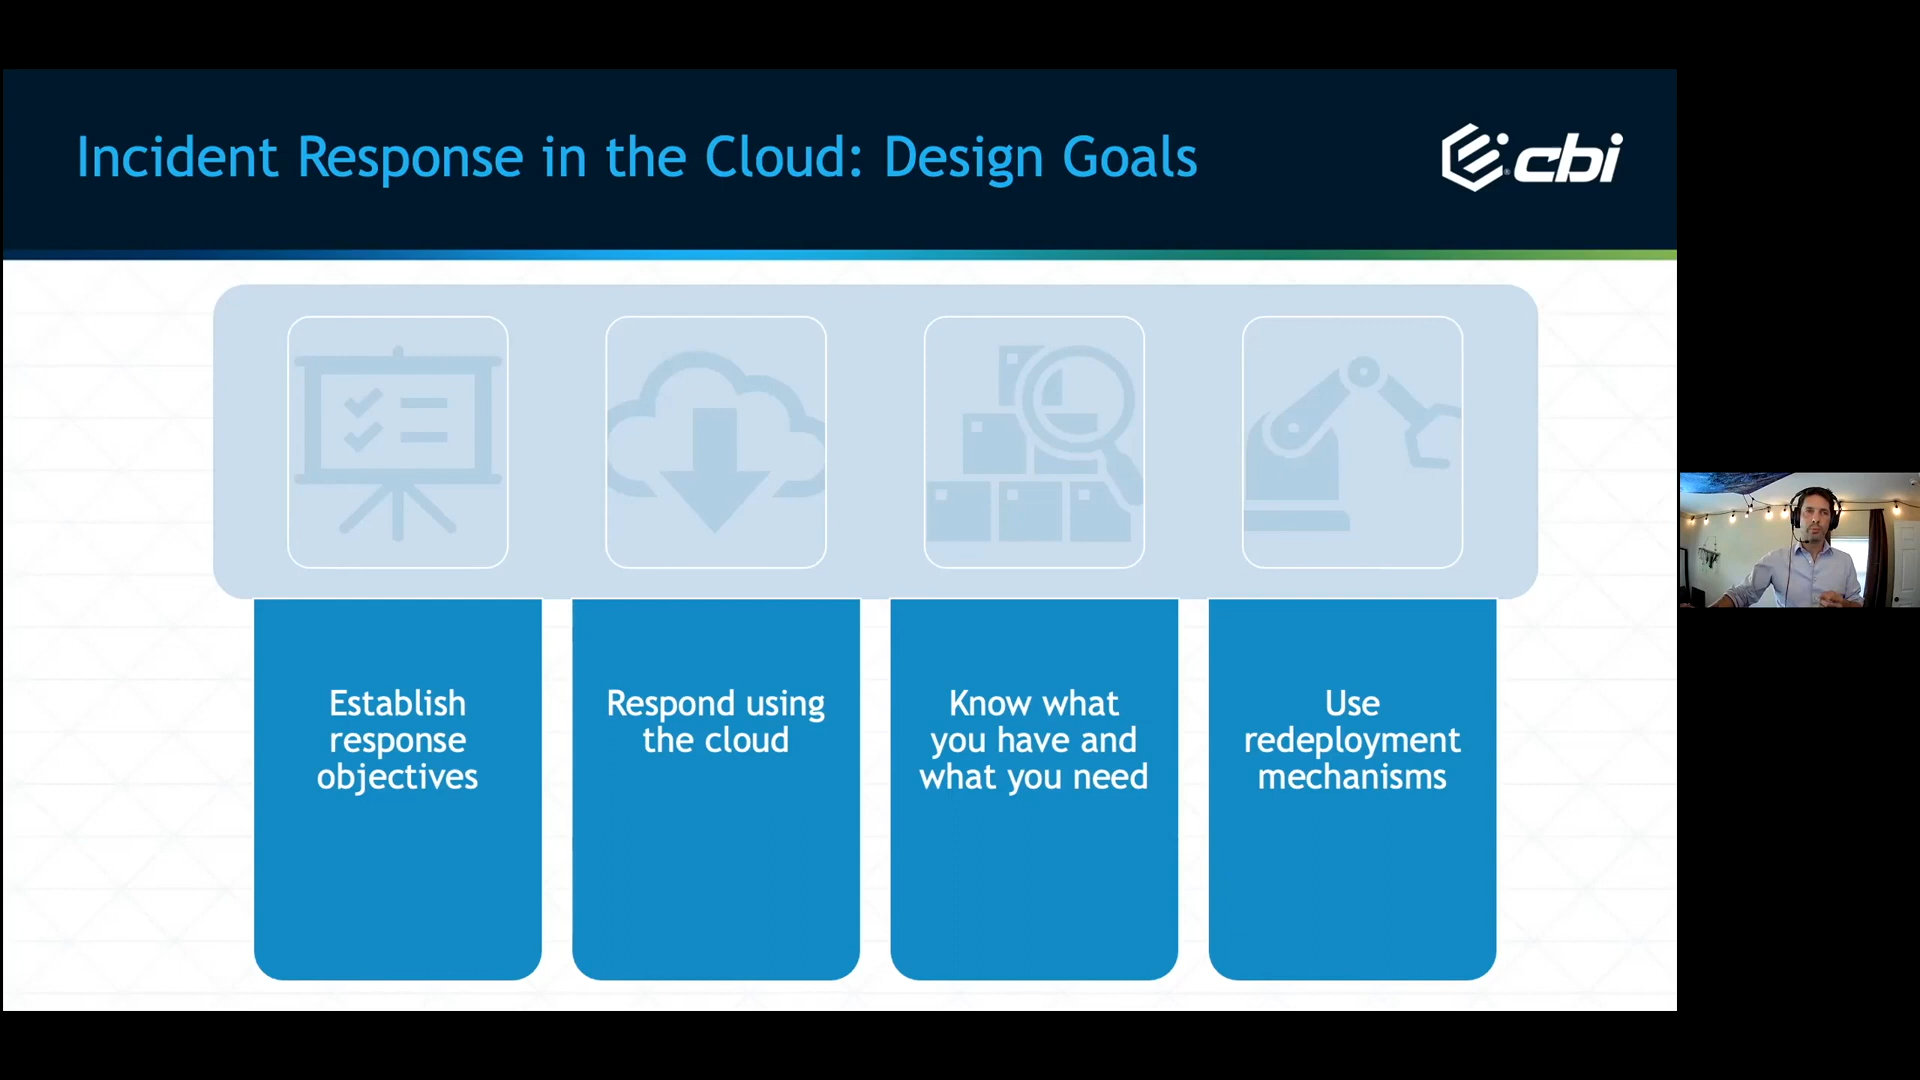 Incident Response in the Cloud: Design Goals
cbi
Establish
response
objectives
Respond using
the cloud
Know what
you have and
what you need
Use
redeployment
mechanisms